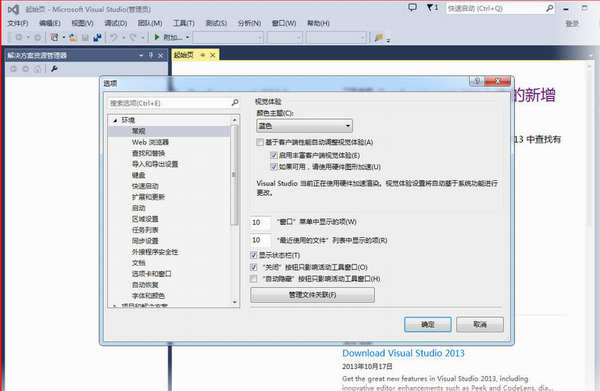 起始页 - Microsoft Visual Studio(管理员)
1
快速启动 (Ctrl+Q)
文件(F) 编辑(E) 视图(V) 调试(D) 团队(M) 工具(T) 测试(S) 分析(N) 窗口(W) 帮助(H)
登录
附加...
解决方案资源管理器
起始页
的新增
13 中查找有
选项
搜索选项(Ctrl+E)
环境
常规
Web 浏览器
查找和替换
导入和导出设置
键盘
快速启动
扩展和更新
启动
区域设置
任务列表
同步设置
外接程序安全性
文档
选项卡和窗口
自动恢复
字体和颜色
项目和解决方案
视觉体验
颜色主题(C):
蓝色
基于客户端性能自动调整视觉体验(A)
启用丰富客户端视觉体验(E)
如果可用，请使用硬件图形加速(U)
Visual Studio 当前正在使用硬件加速渲染。视觉体验设置将自动基于系统功能进行
更改。
10 “窗口”菜单中显示的项(W)
10 “最近使用的文件”列表中显示的项(R)
显示状态栏(T)
“关闭”按钮只影响活动工具窗口(O)
“自动隐藏”按钮只影响活动工具窗口(H)
管理文件关联(F)
确定 取消
Download Visual Studio 2013
2013年10月17日
Get the great new features in Visual Studio 2013, including
innovative editor enhancements such as Peek and CodeLens, dia...